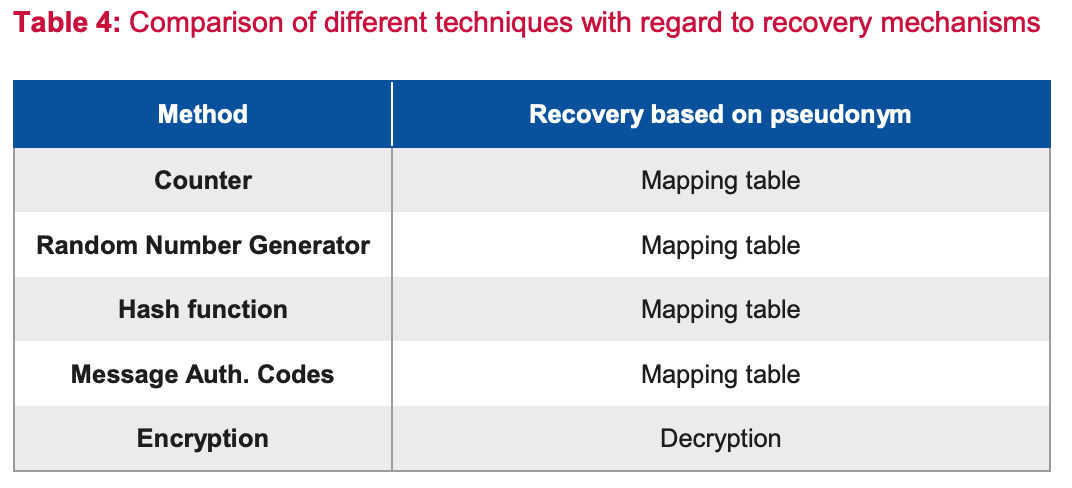 Table 4: Comparison of different techniques with regard to recovery mechanisms
Method Recovery based on pseudonym
Counter Mapping table
Random Number Generator Mapping table
Hash function Mapping table
Message Auth. Codes Mapping table
Encryption Decryption